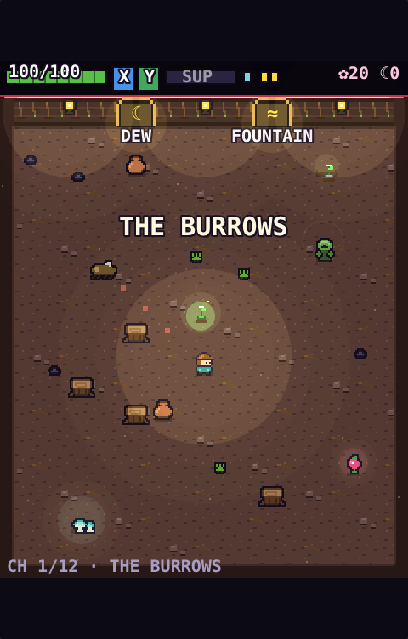 100/100 X Y SUP ✿20 ☾0
DEW FOUNTAIN
THE BURROWS
CH 1/12 · THE BURROWS